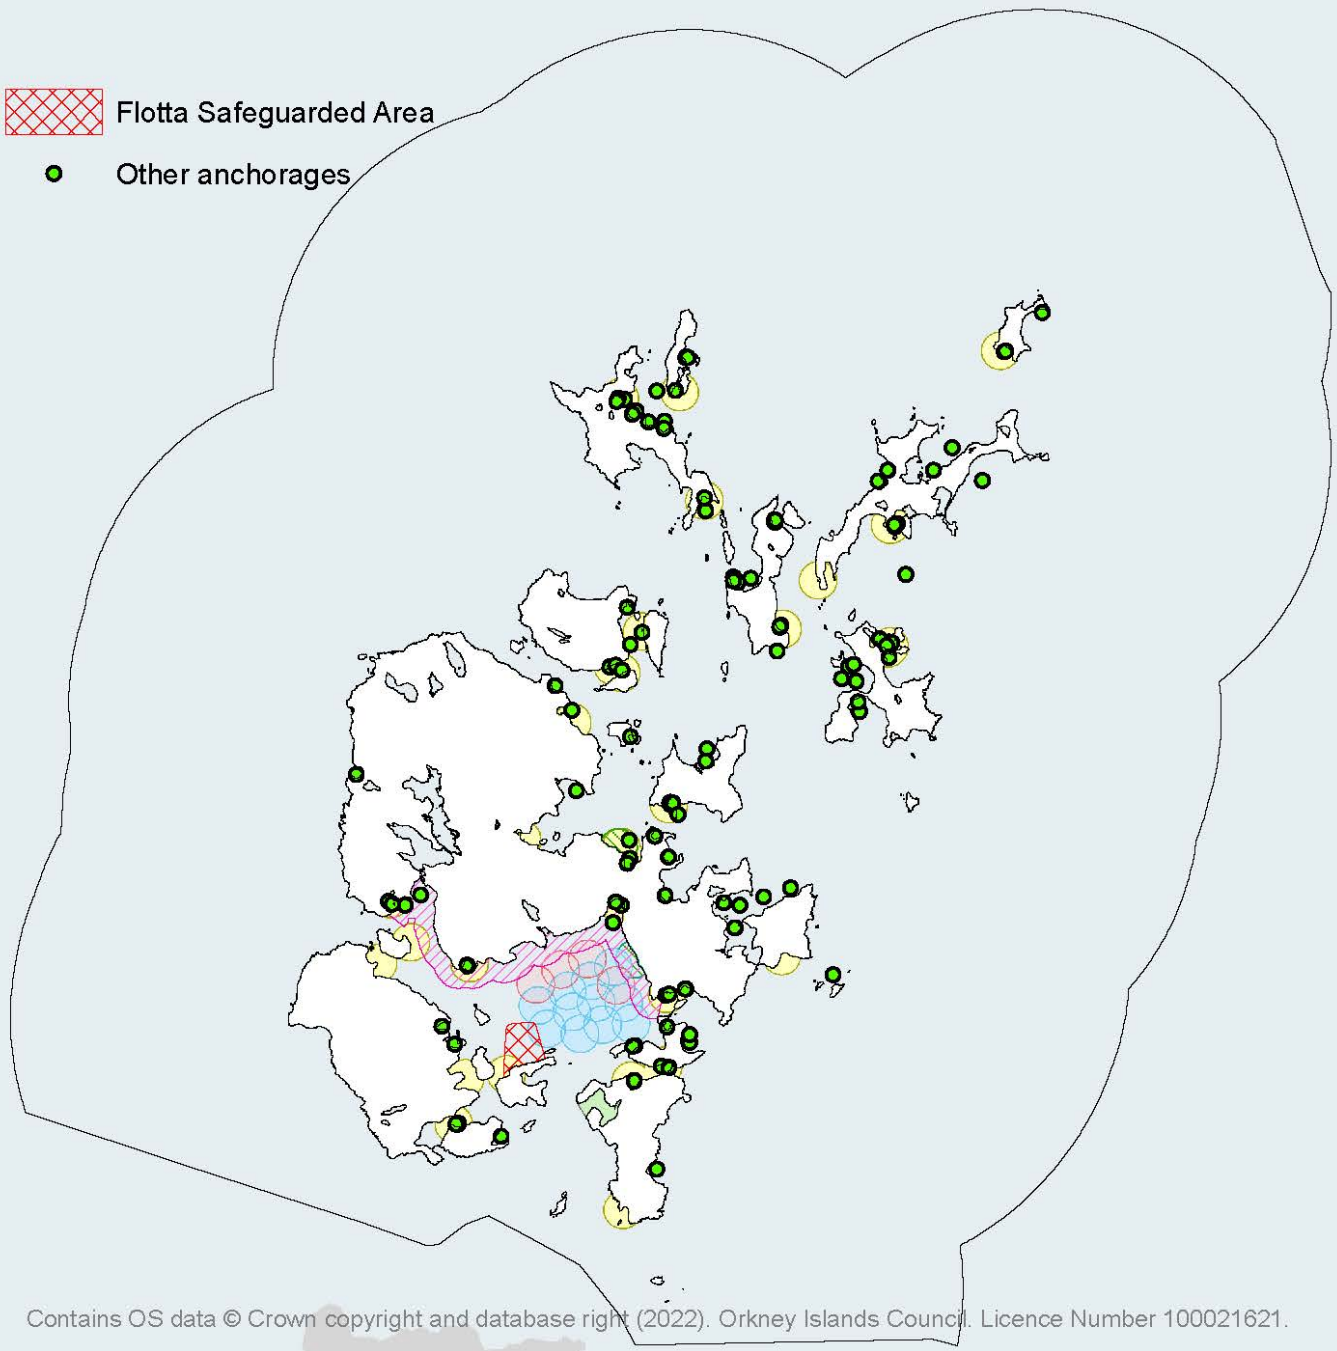 Flotta Safeguarded Area
Other anchorages
Contains OS data © Crown copyright and database right (2022). Orkney Islands Council. Licence Number 100021621.